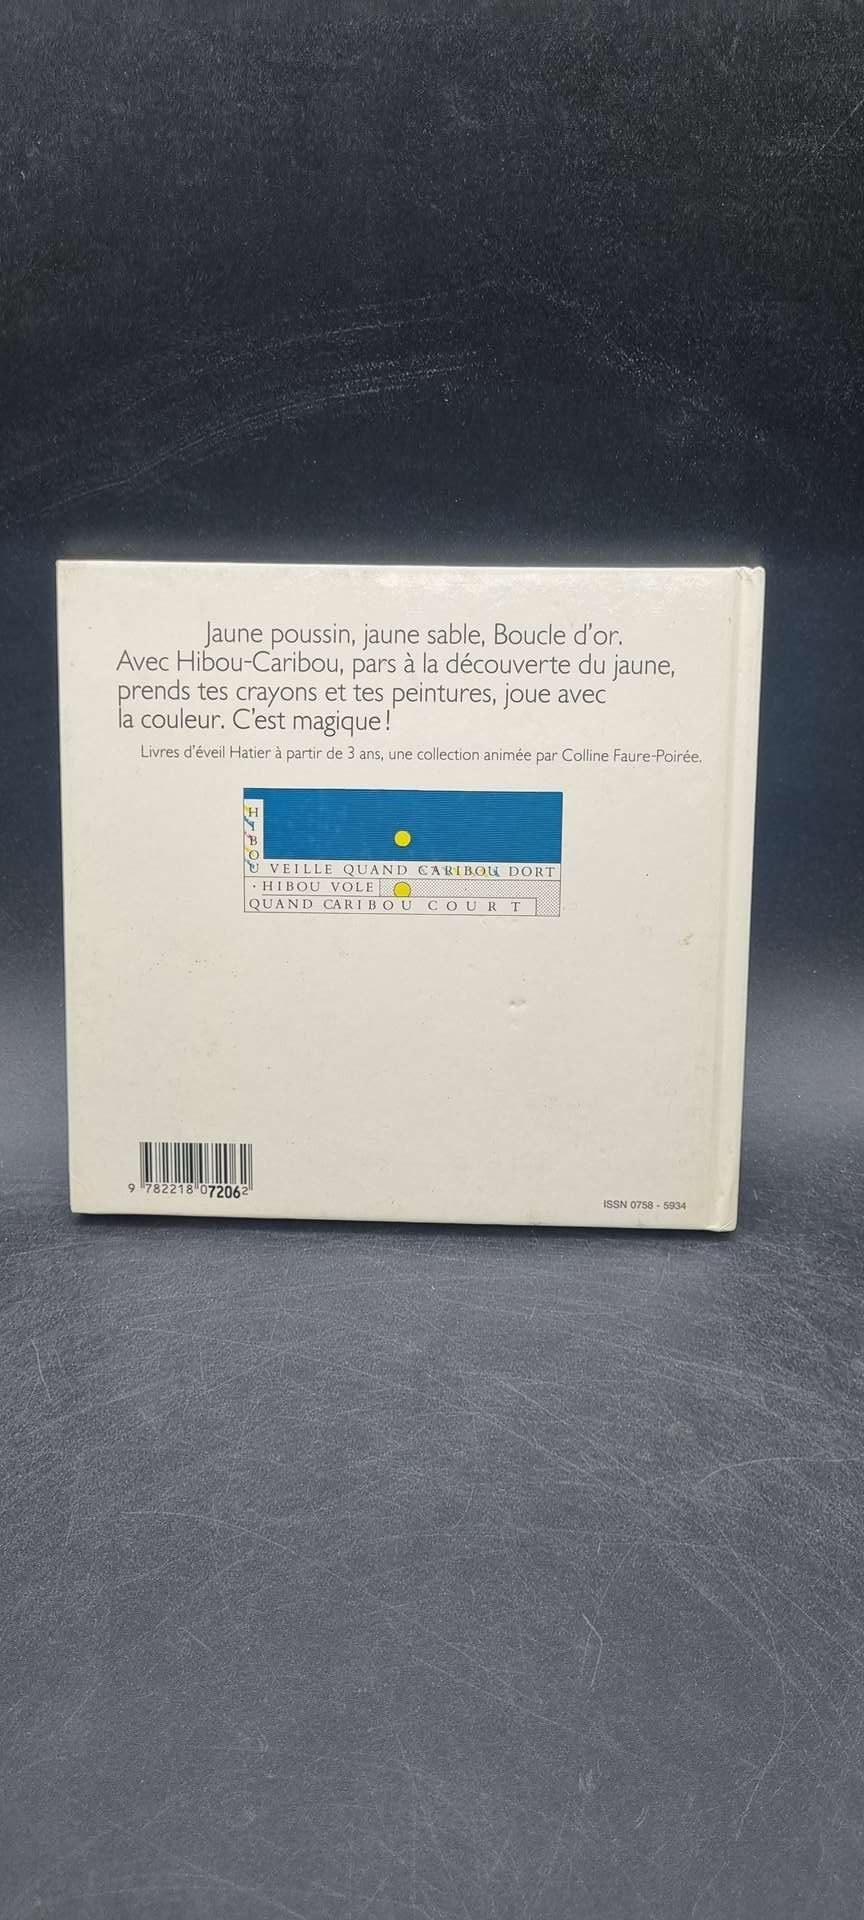 Jaune poussin, jaune sable, Boucle d'or.
Avec Hibou-Caribou, pars à la découverte du jaune,
prends tes crayons et tes peintures, joue avec
la couleur. C'est magique !
Livres d'éveil Hatier à partir de 3 ans, une collection animée par Colline Faure-Poirée.
HIBOU VEILLE QUAND CARIBOU DORT
· HIBOU VOLE
QUAND CARIBOU COURT
9 782218 072062
ISSN 0758 - 5934